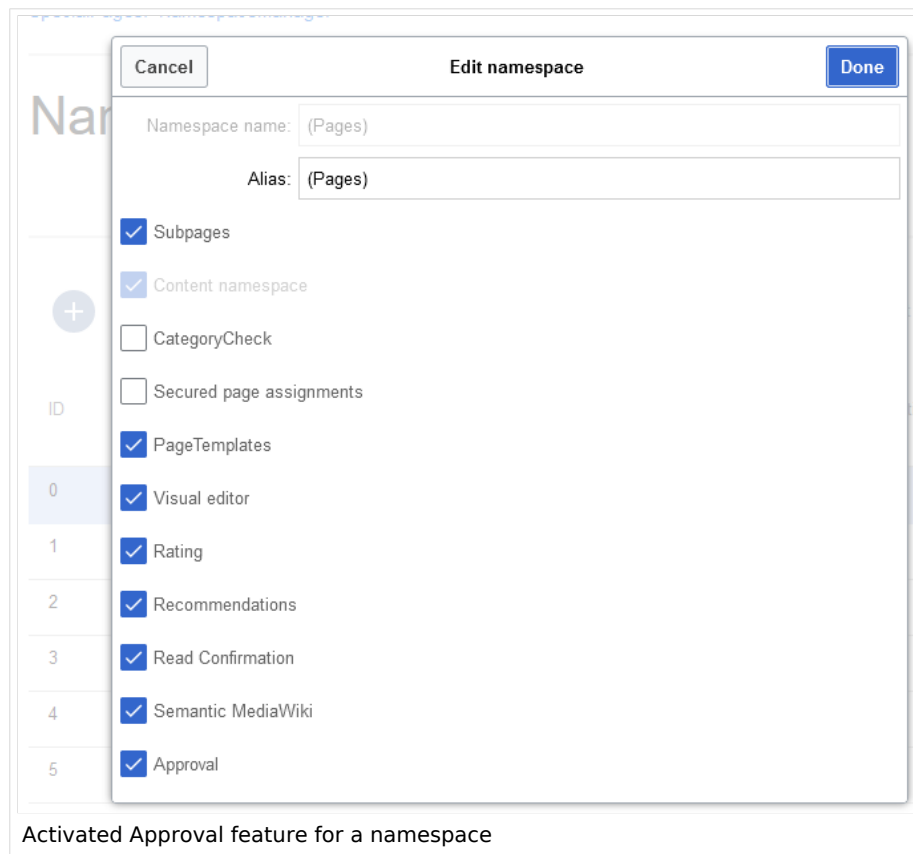 Cancel
Edit namespace
Done
Nar
Namespace name: (Pages)
Alias: (Pages)
Subpages
Content namespace
CategoryCheck
Secured page assignments
ID
PageTemplates
0
Visual editor
1
Rating
2
Recommendations
3
Read Confirmation
4
Semantic MediaWiki
5
Approval
Activated Approval feature for a namespace